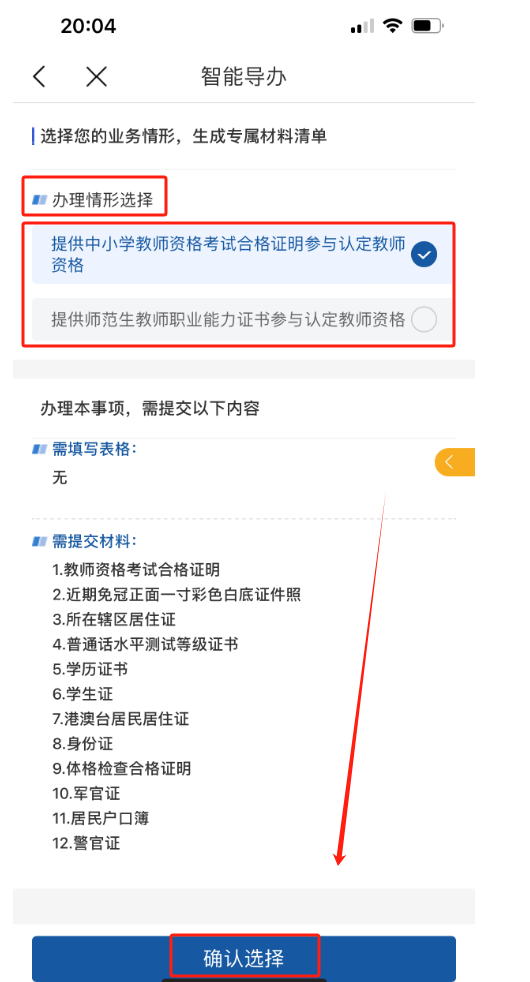 20:04
智能导办
选择您的业务情形，生成专属材料清单
办理情形选择
提供中小学教师资格考试合格证明参与认定教师
资格
提供师范生教师职业能力证书参与认定教师资格
办理本事项，需提交以下内容
需填写表格：
无
需提交材料：
1.教师资格考试合格证明
2.近期免冠正面一寸彩色白底证件照
3.所在辖区居住证
4.普通话水平测试等级证书
5.学历证书
6.学生证
7.港澳台居民居住证
8.身份证
9.体格检查合格证明
10.军官证
11.居民户口簿
12.警官证
确认选择